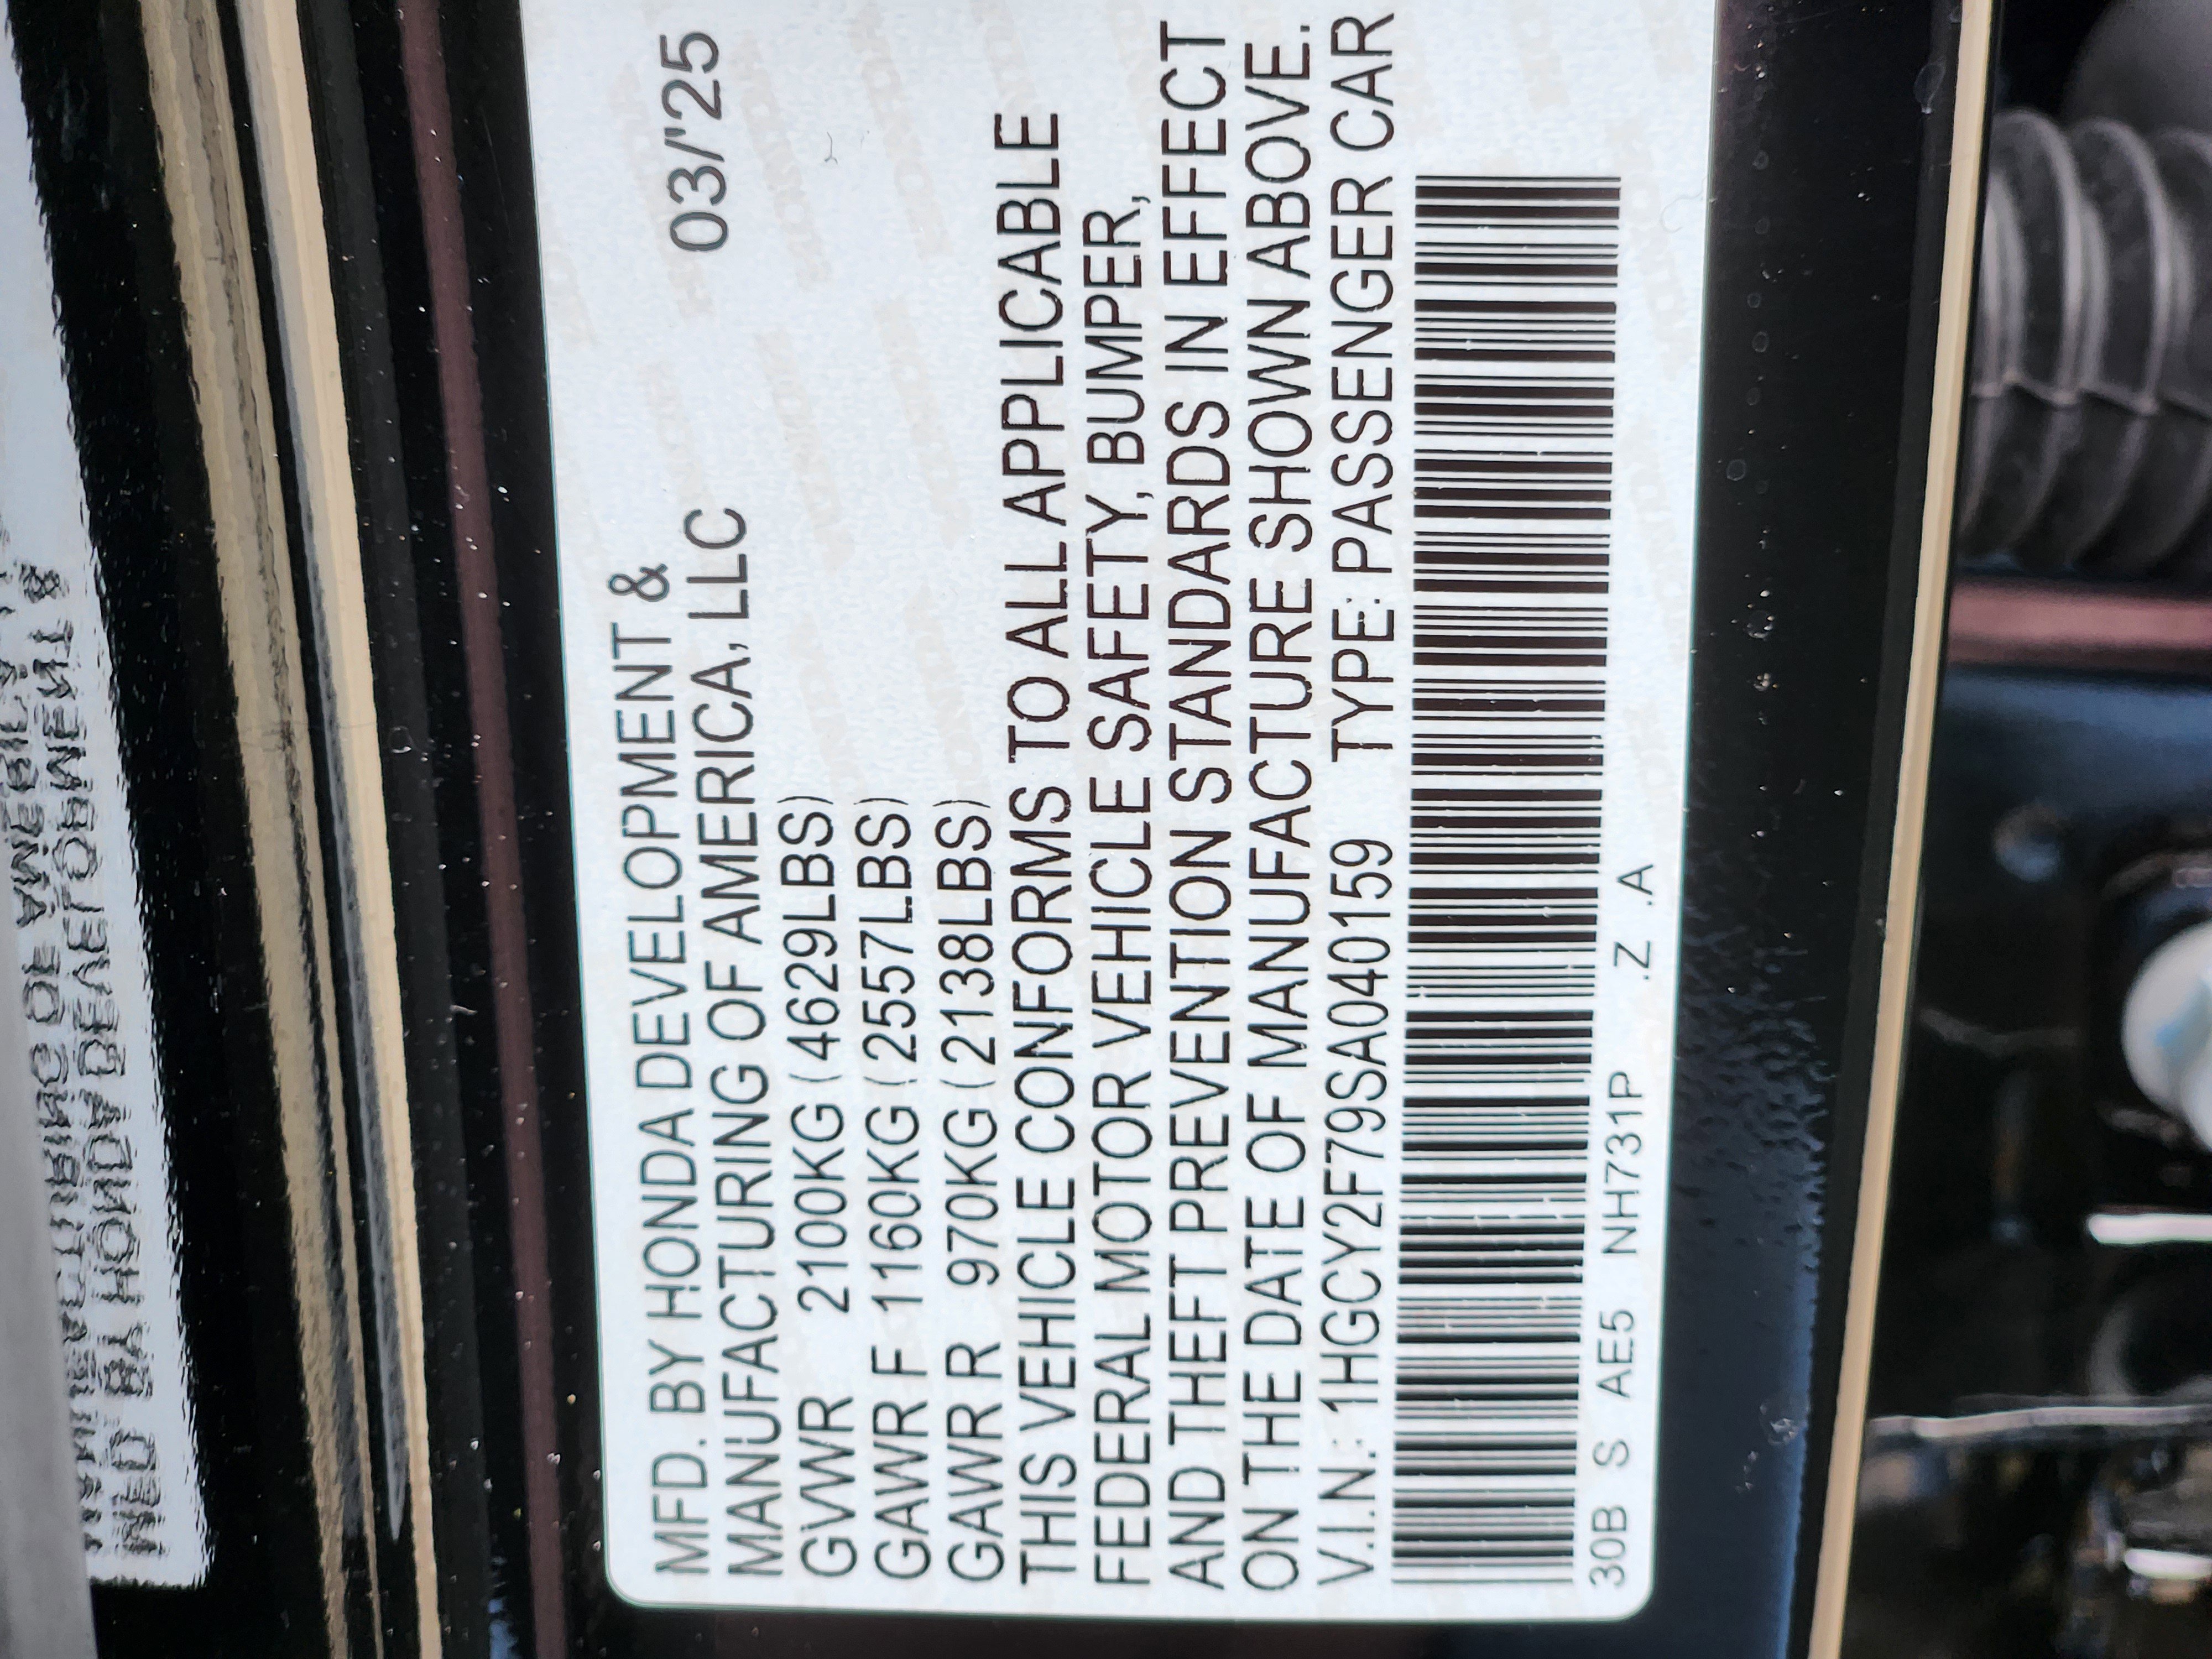 MFD. BY HONDA DEVELOPMENT &
MANUFACTURING OF AMERICA, LLC 03/'25
GVWR 2100KG (4629LBS)
GAWR F 1160KG (2557LBS)
GAWR R 970KG (2138LBS)
THIS VEHICLE CONFORMS TO ALL APPLICABLE
FEDERAL MOTOR VEHICLE SAFETY, BUMPER,
AND THEFT PREVENTION STANDARDS IN EFFECT
ON THE DATE OF MANUFACTURE SHOWN ABOVE.
V.I.N.: 1HGCY2F79SA040159 TYPE: PASSENGER CAR
30B S AE5 NH731P .Z .A